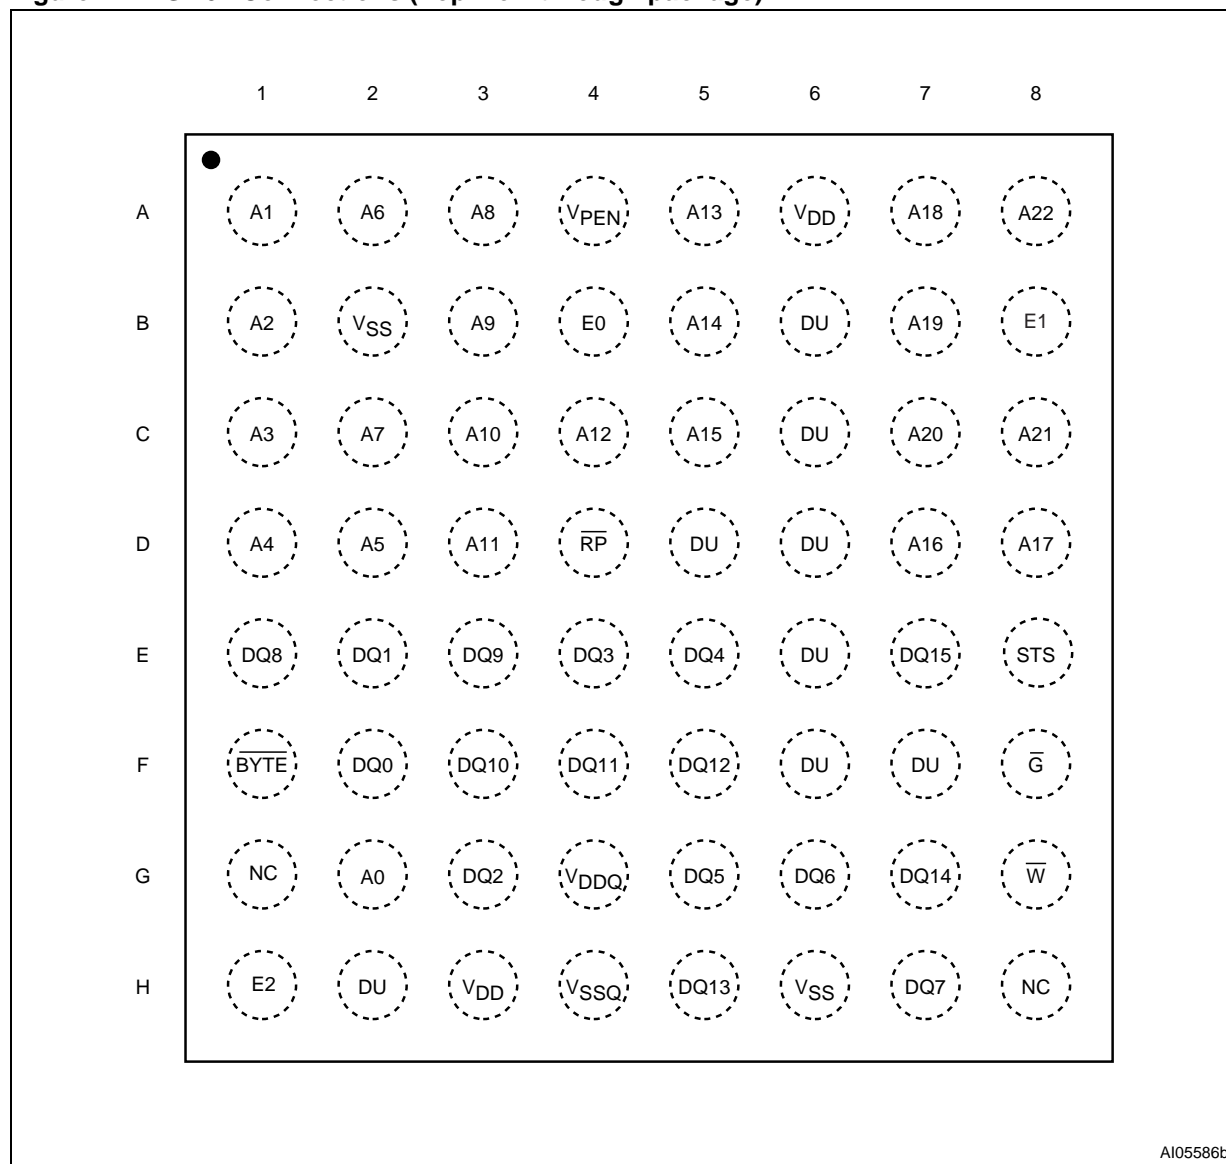 1 2 3 4 5 6 7 8
A A1 A6 A8 VPEN A13 VDD A18 A22
B A2 VSS A9 E0 A14 DU A19 E1
C A3 A7 A10 A12 A15 DU A20 A21
D A4 A5 A11 R̅P̅ DU DU A16 A17
E DQ8 DQ1 DQ9 DQ3 DQ4 DU DQ15 STS
F B̅Y̅T̅E̅ DQ0 DQ10 DQ11 DQ12 DU DU G̅
G NC A0 DQ2 VDDQ DQ5 DQ6 DQ14 W̅
H E2 DU VDD VSSQ DQ13 VSS DQ7 NC
AI05586b